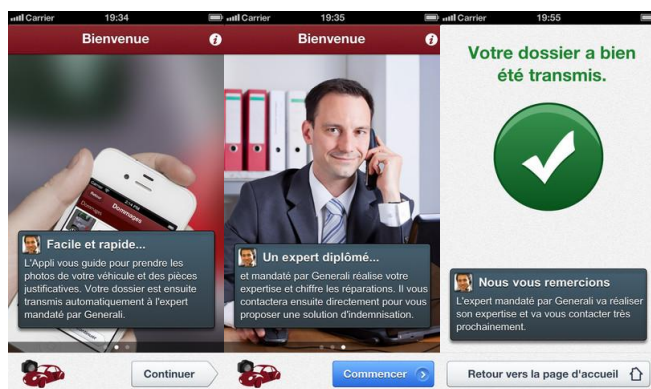 Carrier 19:34
Bienvenue
Dommages
Facile et rapide...
L'Appli vous guide pour prendre les
photos de votre véhicule et des pièces
justificatives. Votre dossier est ensuite
transmis automatiquement à l'expert
mandaté par Generali.
Continuer
Carrier 19:35
Bienvenue
Un expert diplômé...
et mandaté par Generali réalise votre
expertise et chiffre les réparations. Il vous
contactera ensuite directement pour vous
proposer une solution d'indemnisation.
Commencer
Carrier 19:55
Votre dossier a bien
été transmis.
Nous vous remercions
L'expert mandaté par Generali va réaliser
son expertise et va vous contacter très
prochainement.
Retour vers la page d'accueil